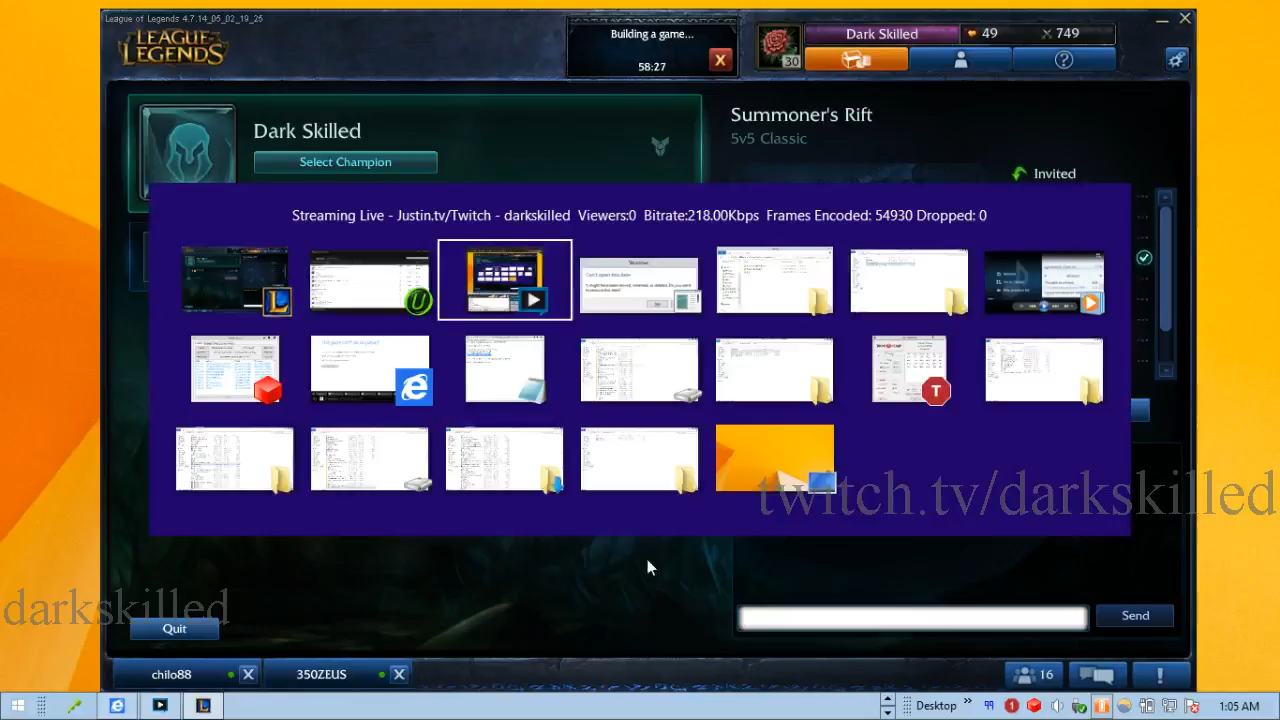 League of Legends 4.7.14_05_02_19_25
LEAGUE OF
LEGENDS
Building a game...
58:27
X
Dark Skilled
49
749
30
Dark Skilled
Select Champion
Summoner's Rift
5v5 Classic
Invited
Streaming Live - Justin.tv/Twitch - darkskilled Viewers:0 Bitrate:218.00Kbps Frames Encoded: 54930 Dropped: 0
twitch.tv/darkskilled
darkskilled
Quit
Send
chilo88
350ZEUS
16
Desktop
1:05 AM